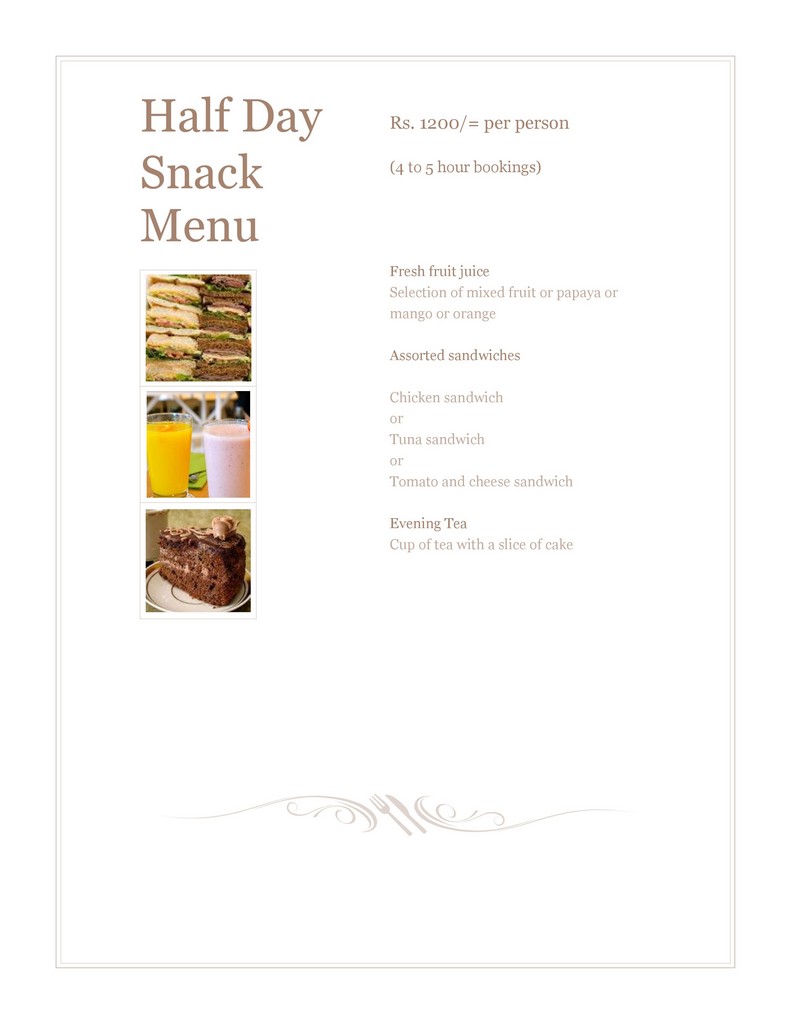 Half Day
Snack
Menu
Rs. 1200/= per person
(4 to 5 hour bookings)
Fresh fruit juice
Selection of mixed fruit or papaya or
mango or orange
Assorted sandwiches
Chicken sandwich
or
Tuna sandwich
or
Tomato and cheese sandwich
Evening Tea
Cup of tea with a slice of cake